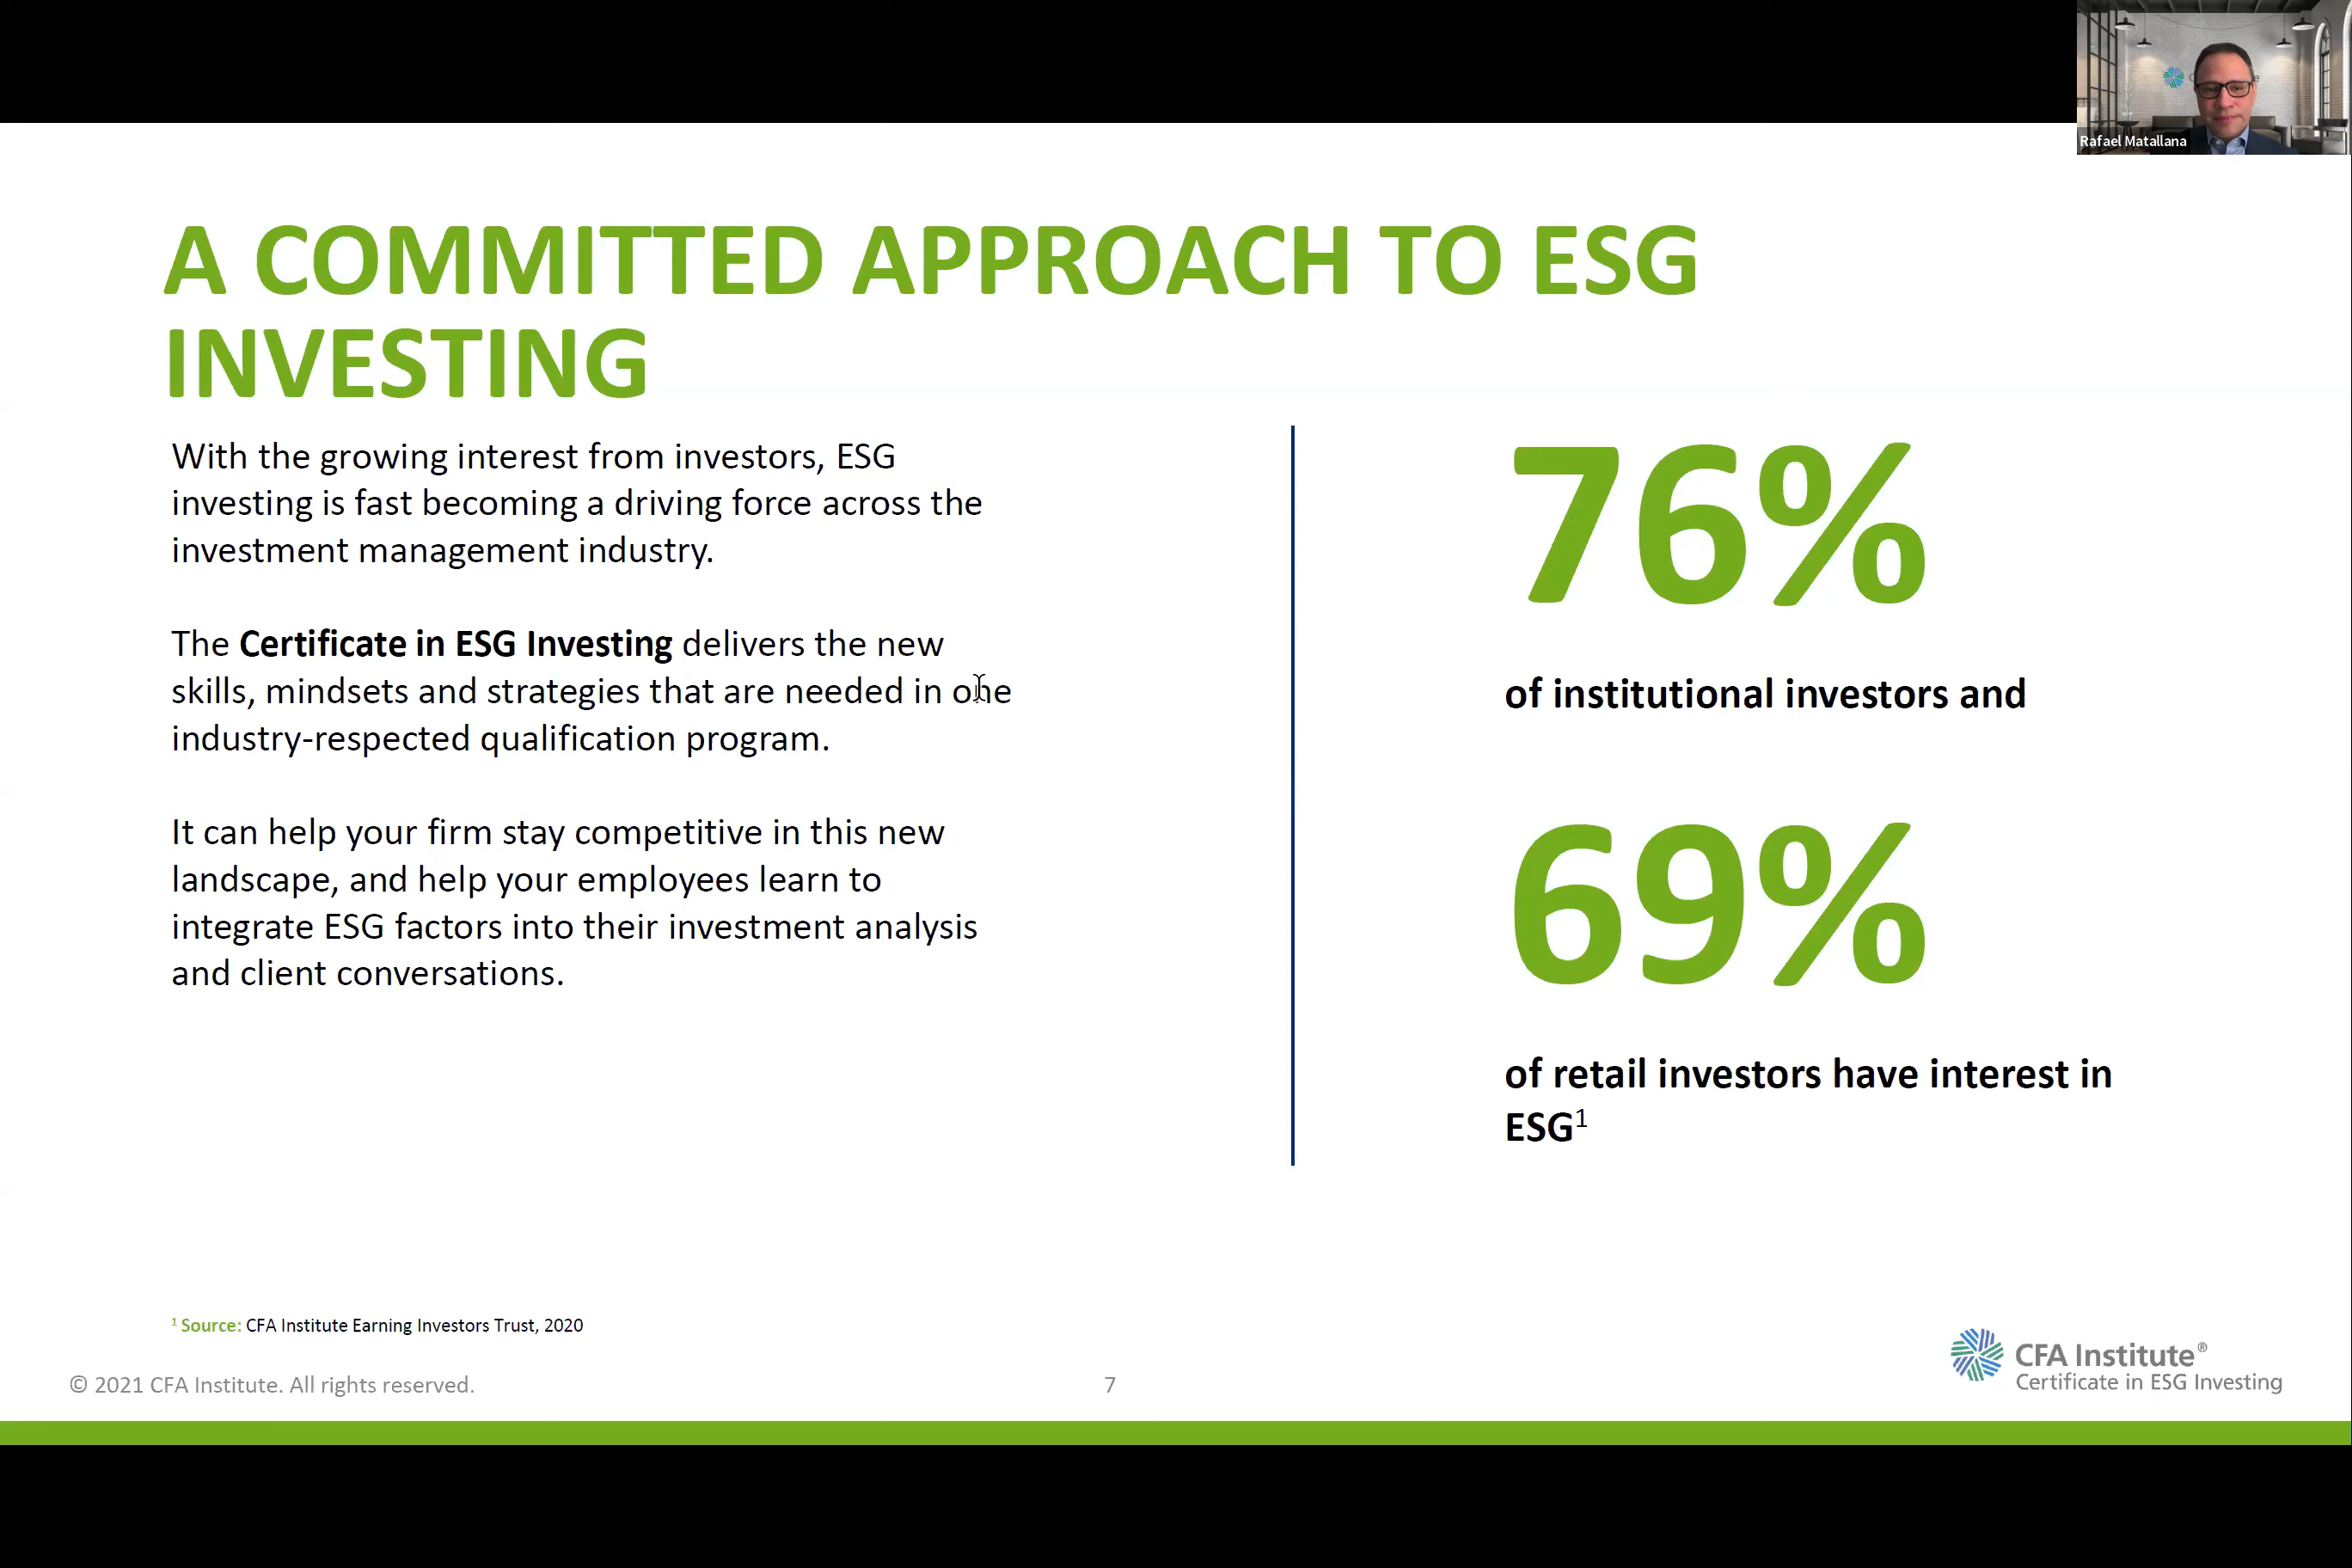 Rafael Matallana
A COMMITTED APPROACH TO ESG
INVESTING
With the growing interest from investors, ESG
investing is fast becoming a driving force across the
investment management industry.
The Certificate in ESG Investing delivers the new
skills, mindsets and strategies that are needed in one
industry-respected qualification program.
It can help your firm stay competitive in this new
landscape, and help your employees learn to
integrate ESG factors into their investment analysis
and client conversations.
76%
of institutional investors and
69%
of retail investors have interest in
ESG¹
¹ Source: CFA Institute Earning Investors Trust, 2020
© 2021 CFA Institute. All rights reserved.
7
CFA Institute®
Certificate in ESG Investing